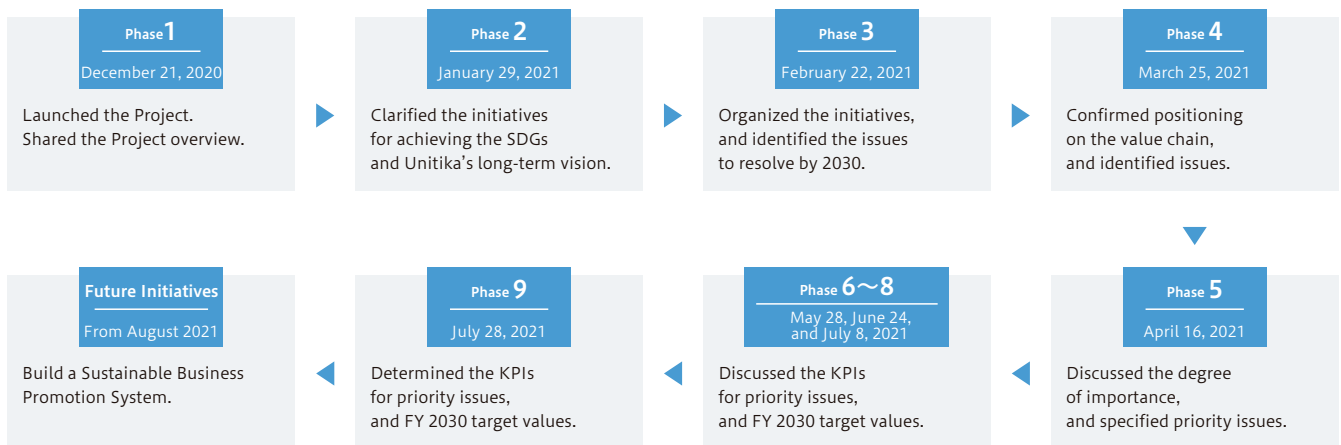 Phase 1
December 21, 2020
Launched the Project.
Shared the Project overview.
Phase 2
January 29, 2021
Clarified the initiatives
for achieving the SDGs
and Unitika's long-term vision.
Phase 3
February 22, 2021
Organized the initiatives,
and identified the issues
to resolve by 2030.
Phase 4
March 25, 2021
Confirmed positioning
on the value chain,
and identified issues.
Phase 5
April 16, 2021
Discussed the degree
of importance,
and specified priority issues.
Phase 6～8
May 28, June 24,
and July 8, 2021
Discussed the KPIs
for priority issues,
and FY 2030 target values.
Phase 9
July 28, 2021
Determined the KPIs
for priority issues,
and FY 2030 target values.
Future Initiatives
From August 2021
Build a Sustainable Business
Promotion System.